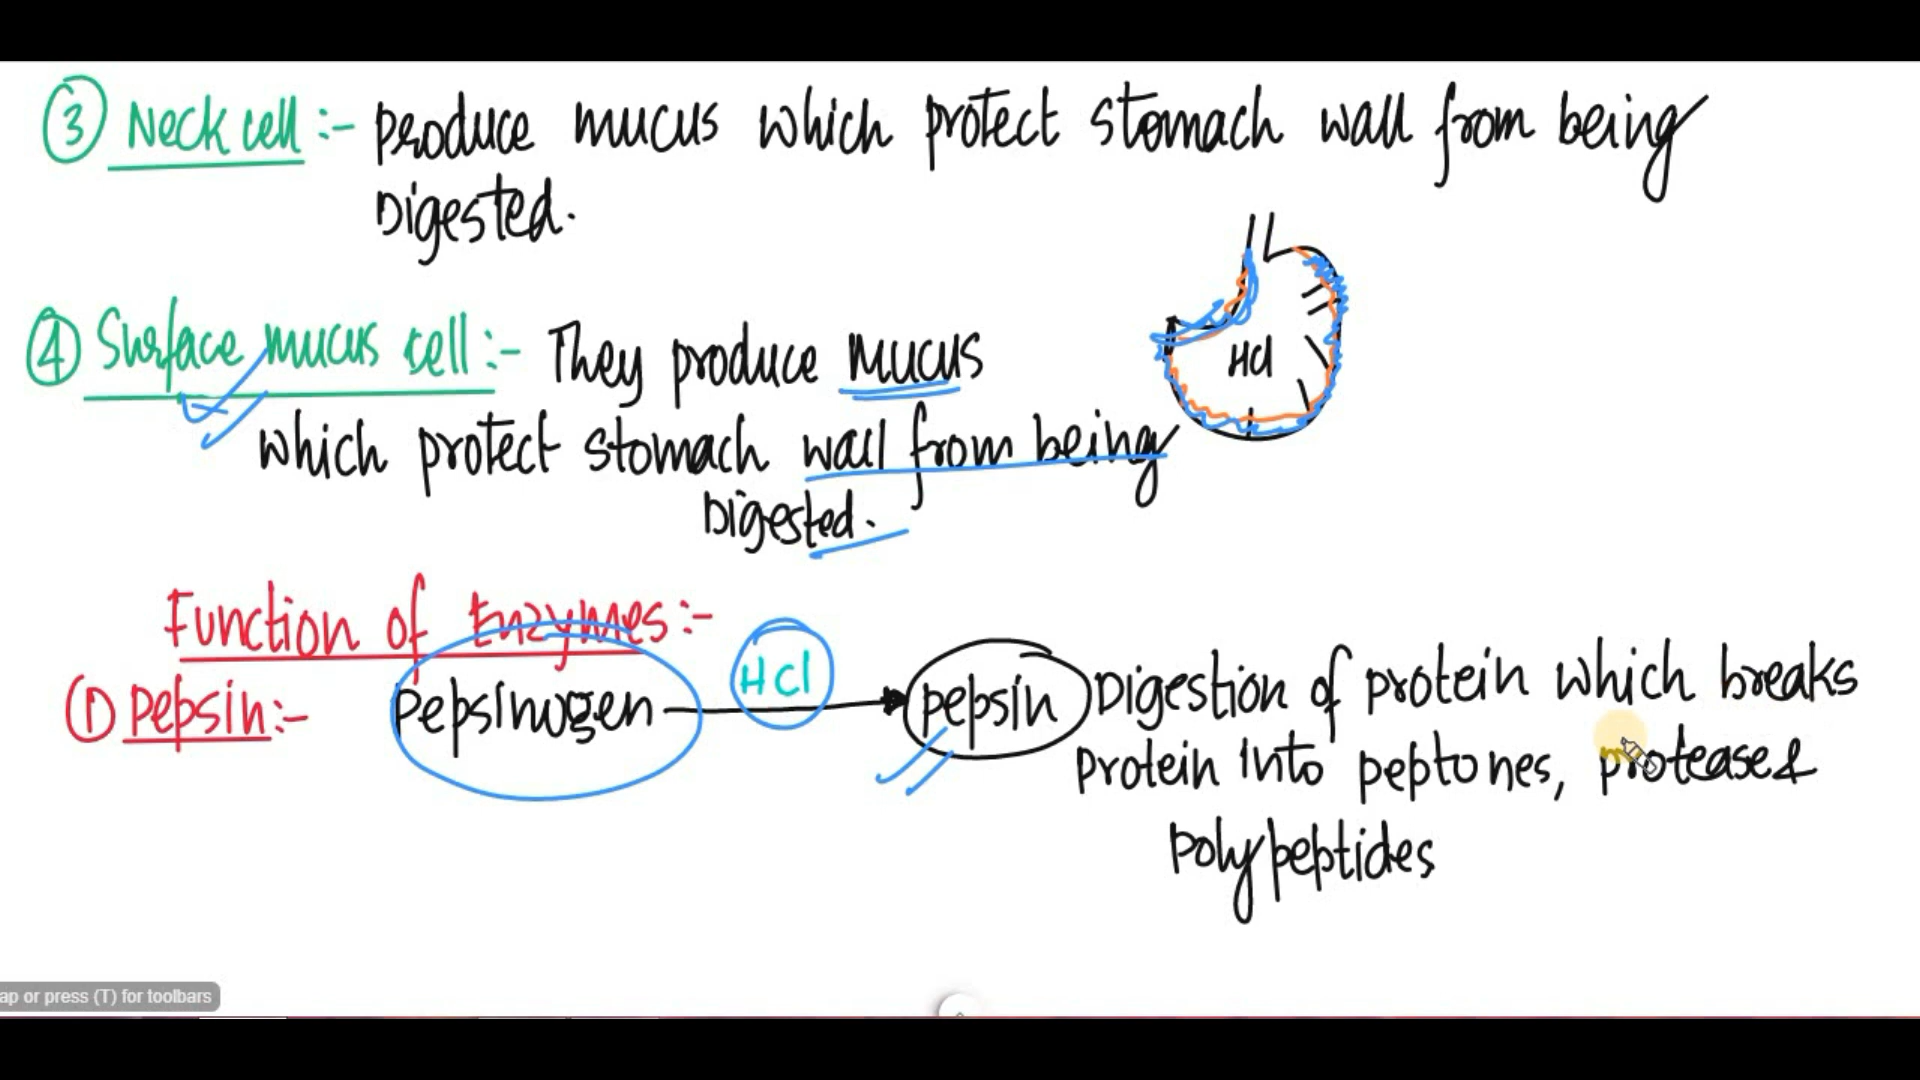 ③ Neck cell :- produce mucus which protect stomach wall from being
Digested.
④ Surface mucus cell :- They produce mucus
which protect stomach wall from being
Digested.
HCl
Function of Enzymes :-
① pepsin :- Pepsinogen HCl pepsin Digestion of protein which breaks
protein into peptones, protease &
polypeptides
ap or press (T) for toolbars